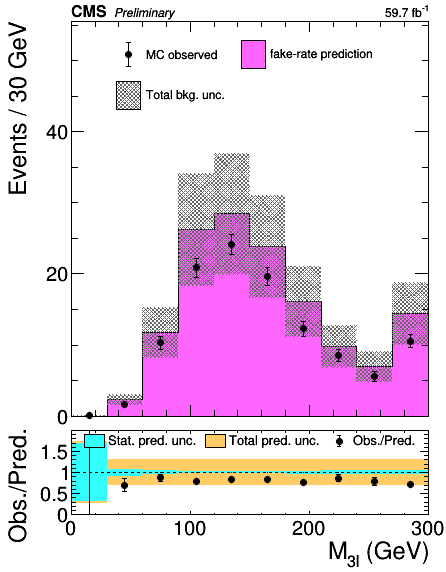 CMS Preliminary 59.7 fb⁻¹
MC observed fake-rate prediction
Total bkg. unc.
Events / 30 GeV
40
20
0
Stat. pred. unc. Total pred. unc. Obs./Pred.
Obs./Pred.
1.5
1
0.5
0
0 100 200 300
M₃ₗ (GeV)